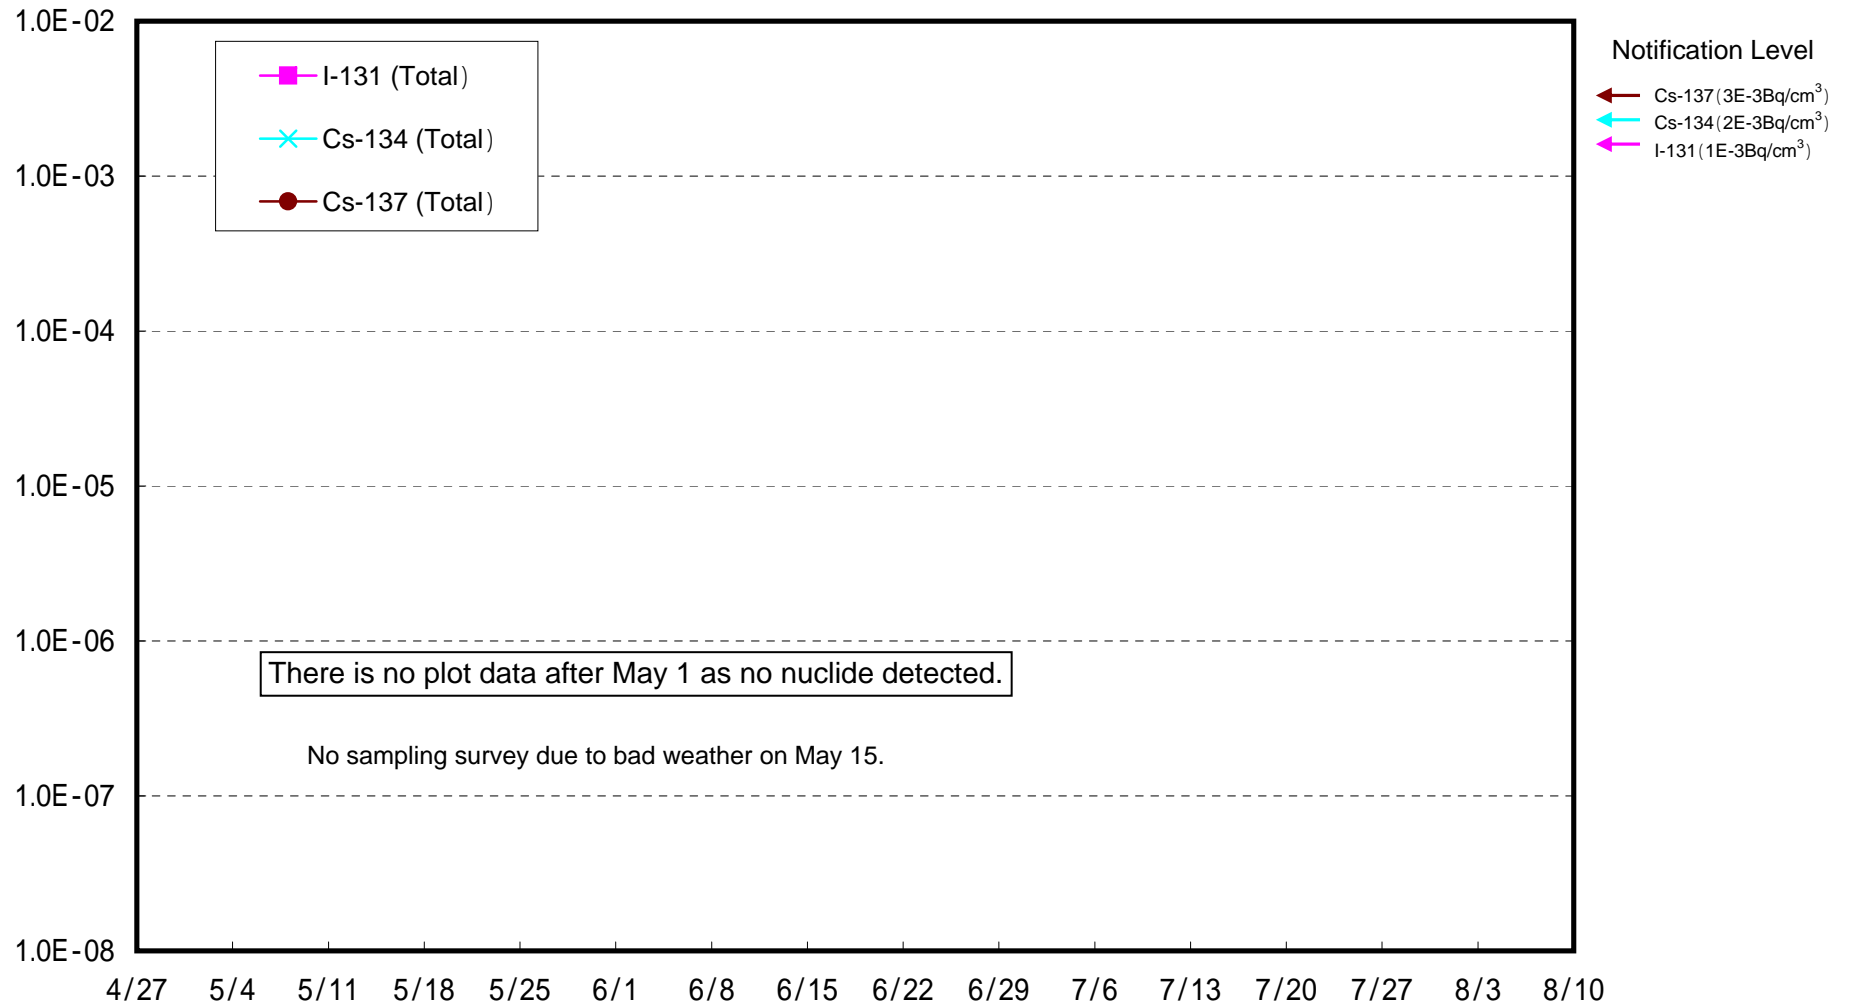 1.0E-02
1.0E-03
1.0E-04
1.0E-05
1.0E-06
1.0E-07
1.0E-08
I-131 (Total)
Cs-134 (Total)
Cs-137 (Total)
Notification Level
Cs-137(3E-3Bq/cm³)
Cs-134(2E-3Bq/cm³)
I-131(1E-3Bq/cm³)
There is no plot data after May 1 as no nuclide detected.
No sampling survey due to bad weather on May 15.
4/27 5/4 5/11 5/18 5/25 6/1 6/8 6/15 6/22 6/29 7/6 7/13 7/20 7/27 8/3 8/10